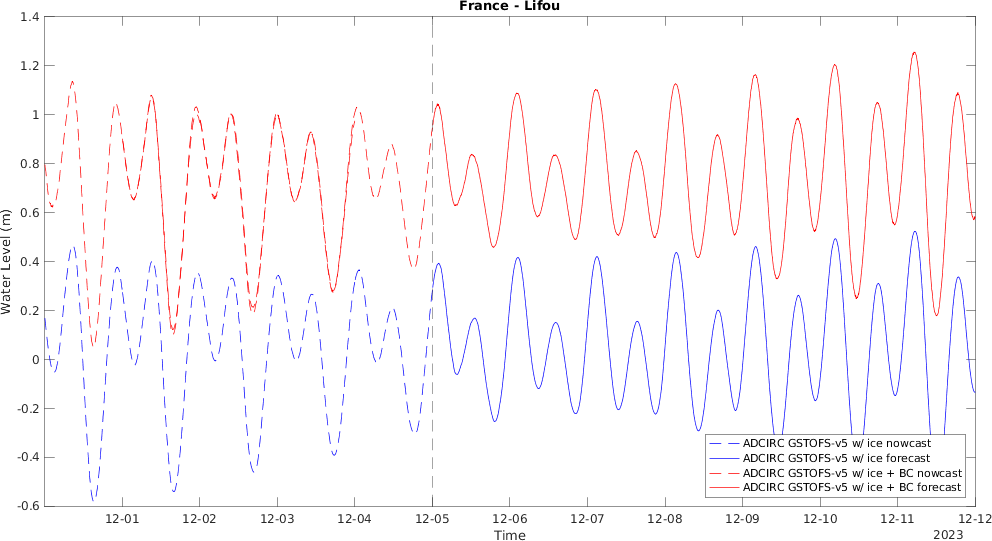 France - Lifou
1.4
1.2
1
0.8
0.6
0.4
0.2
0
-0.2
-0.4
-0.6
Water Level (m)
ADCIRC GSTOFS-v5 w/ ice nowcast
ADCIRC GSTOFS-v5 w/ ice forecast
ADCIRC GSTOFS-v5 w/ ice + BC nowcast
ADCIRC GSTOFS-v5 w/ ice + BC forecast
12-01 12-02 12-03 12-04 12-05 12-06 12-07 12-08 12-09 12-10 12-11 12-12
Time
2023